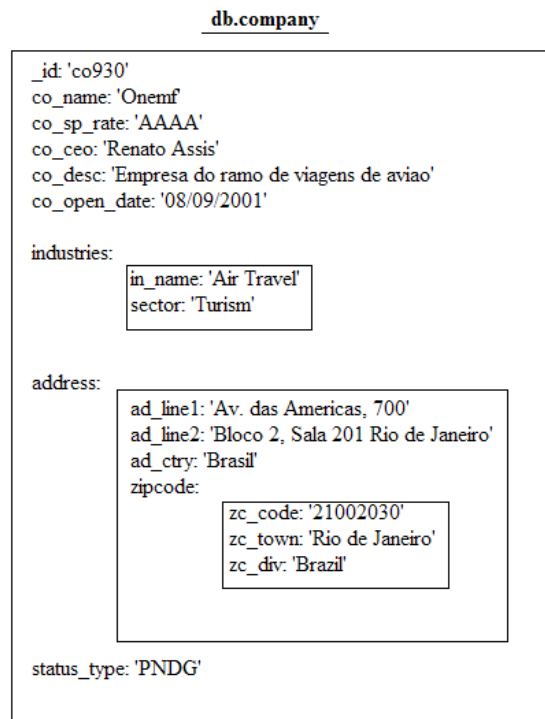 db.company
_id: 'co930'
co_name: 'Onemf'
co_sp_rate: 'AAAA'
co_ceo: 'Renato Assis'
co_desc: 'Empresa do ramo de viagens de aviao'
co_open_date: '08/09/2001'
industries:
in_name: 'Air Travel'
sector: 'Turism'
address:
ad_line1: 'Av. das Americas, 700'
ad_line2: 'Bloco 2, Sala 201 Rio de Janeiro'
ad_ctry: 'Brasil'
zipcode:
zc_code: '21002030'
zc_town: 'Rio de Janeiro'
zc_div: 'Brazil'
status_type: 'PNDG'